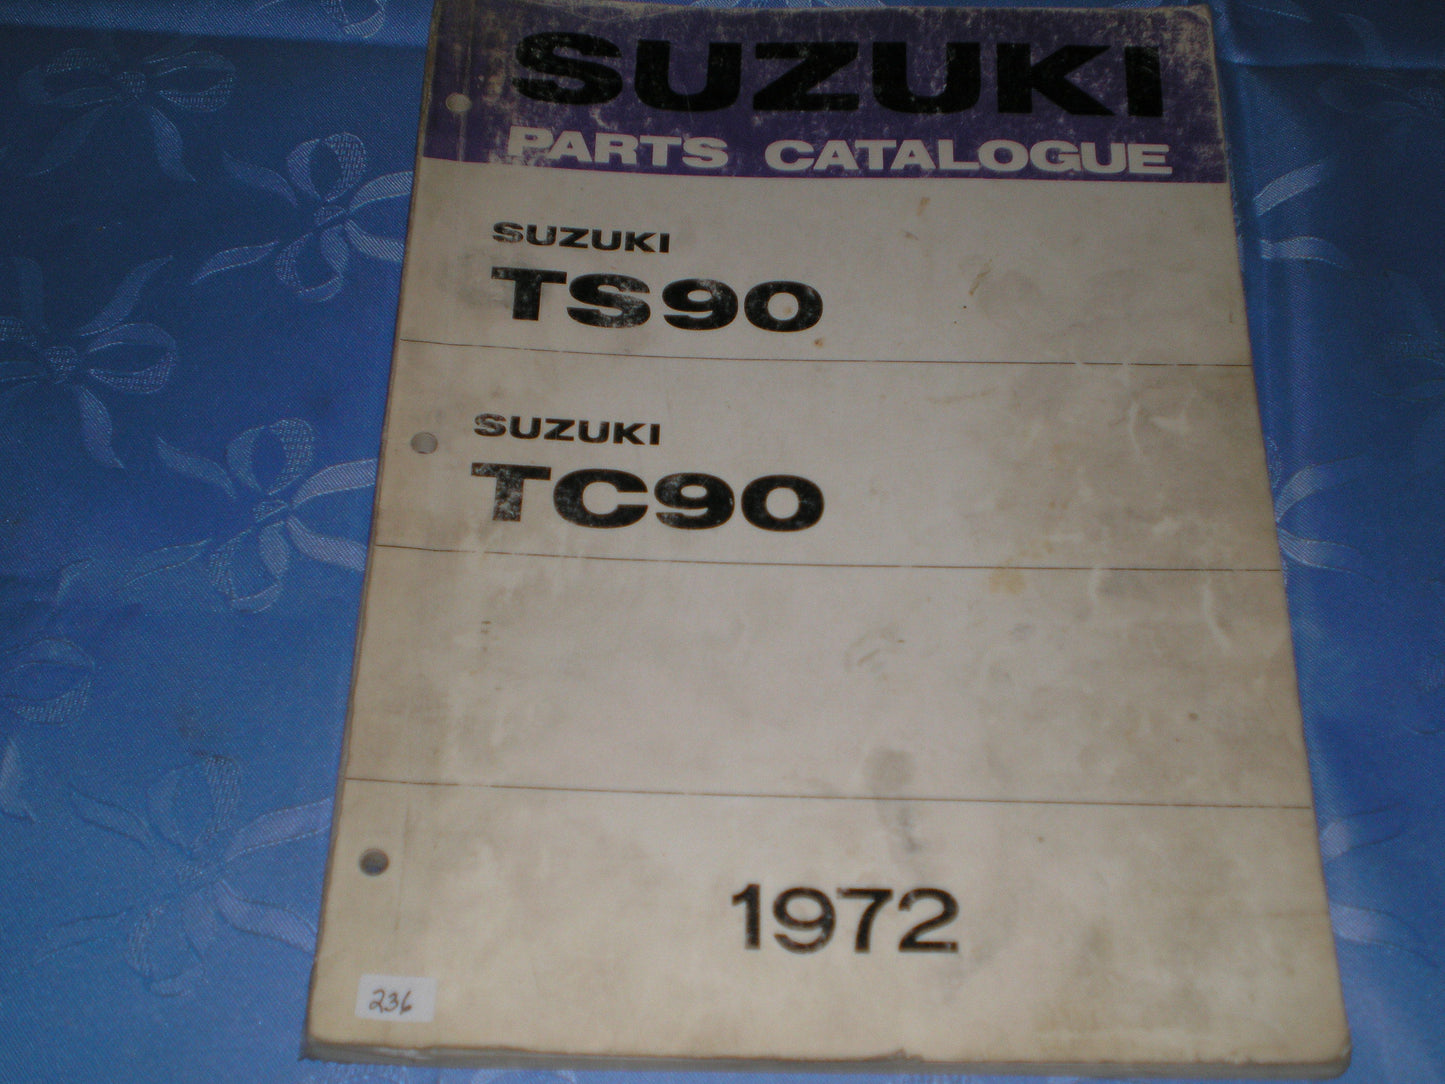 SUZUKI
PARTS CATALOGUE
SUZUKI
TS90
SUZUKI
TC90
1972
236